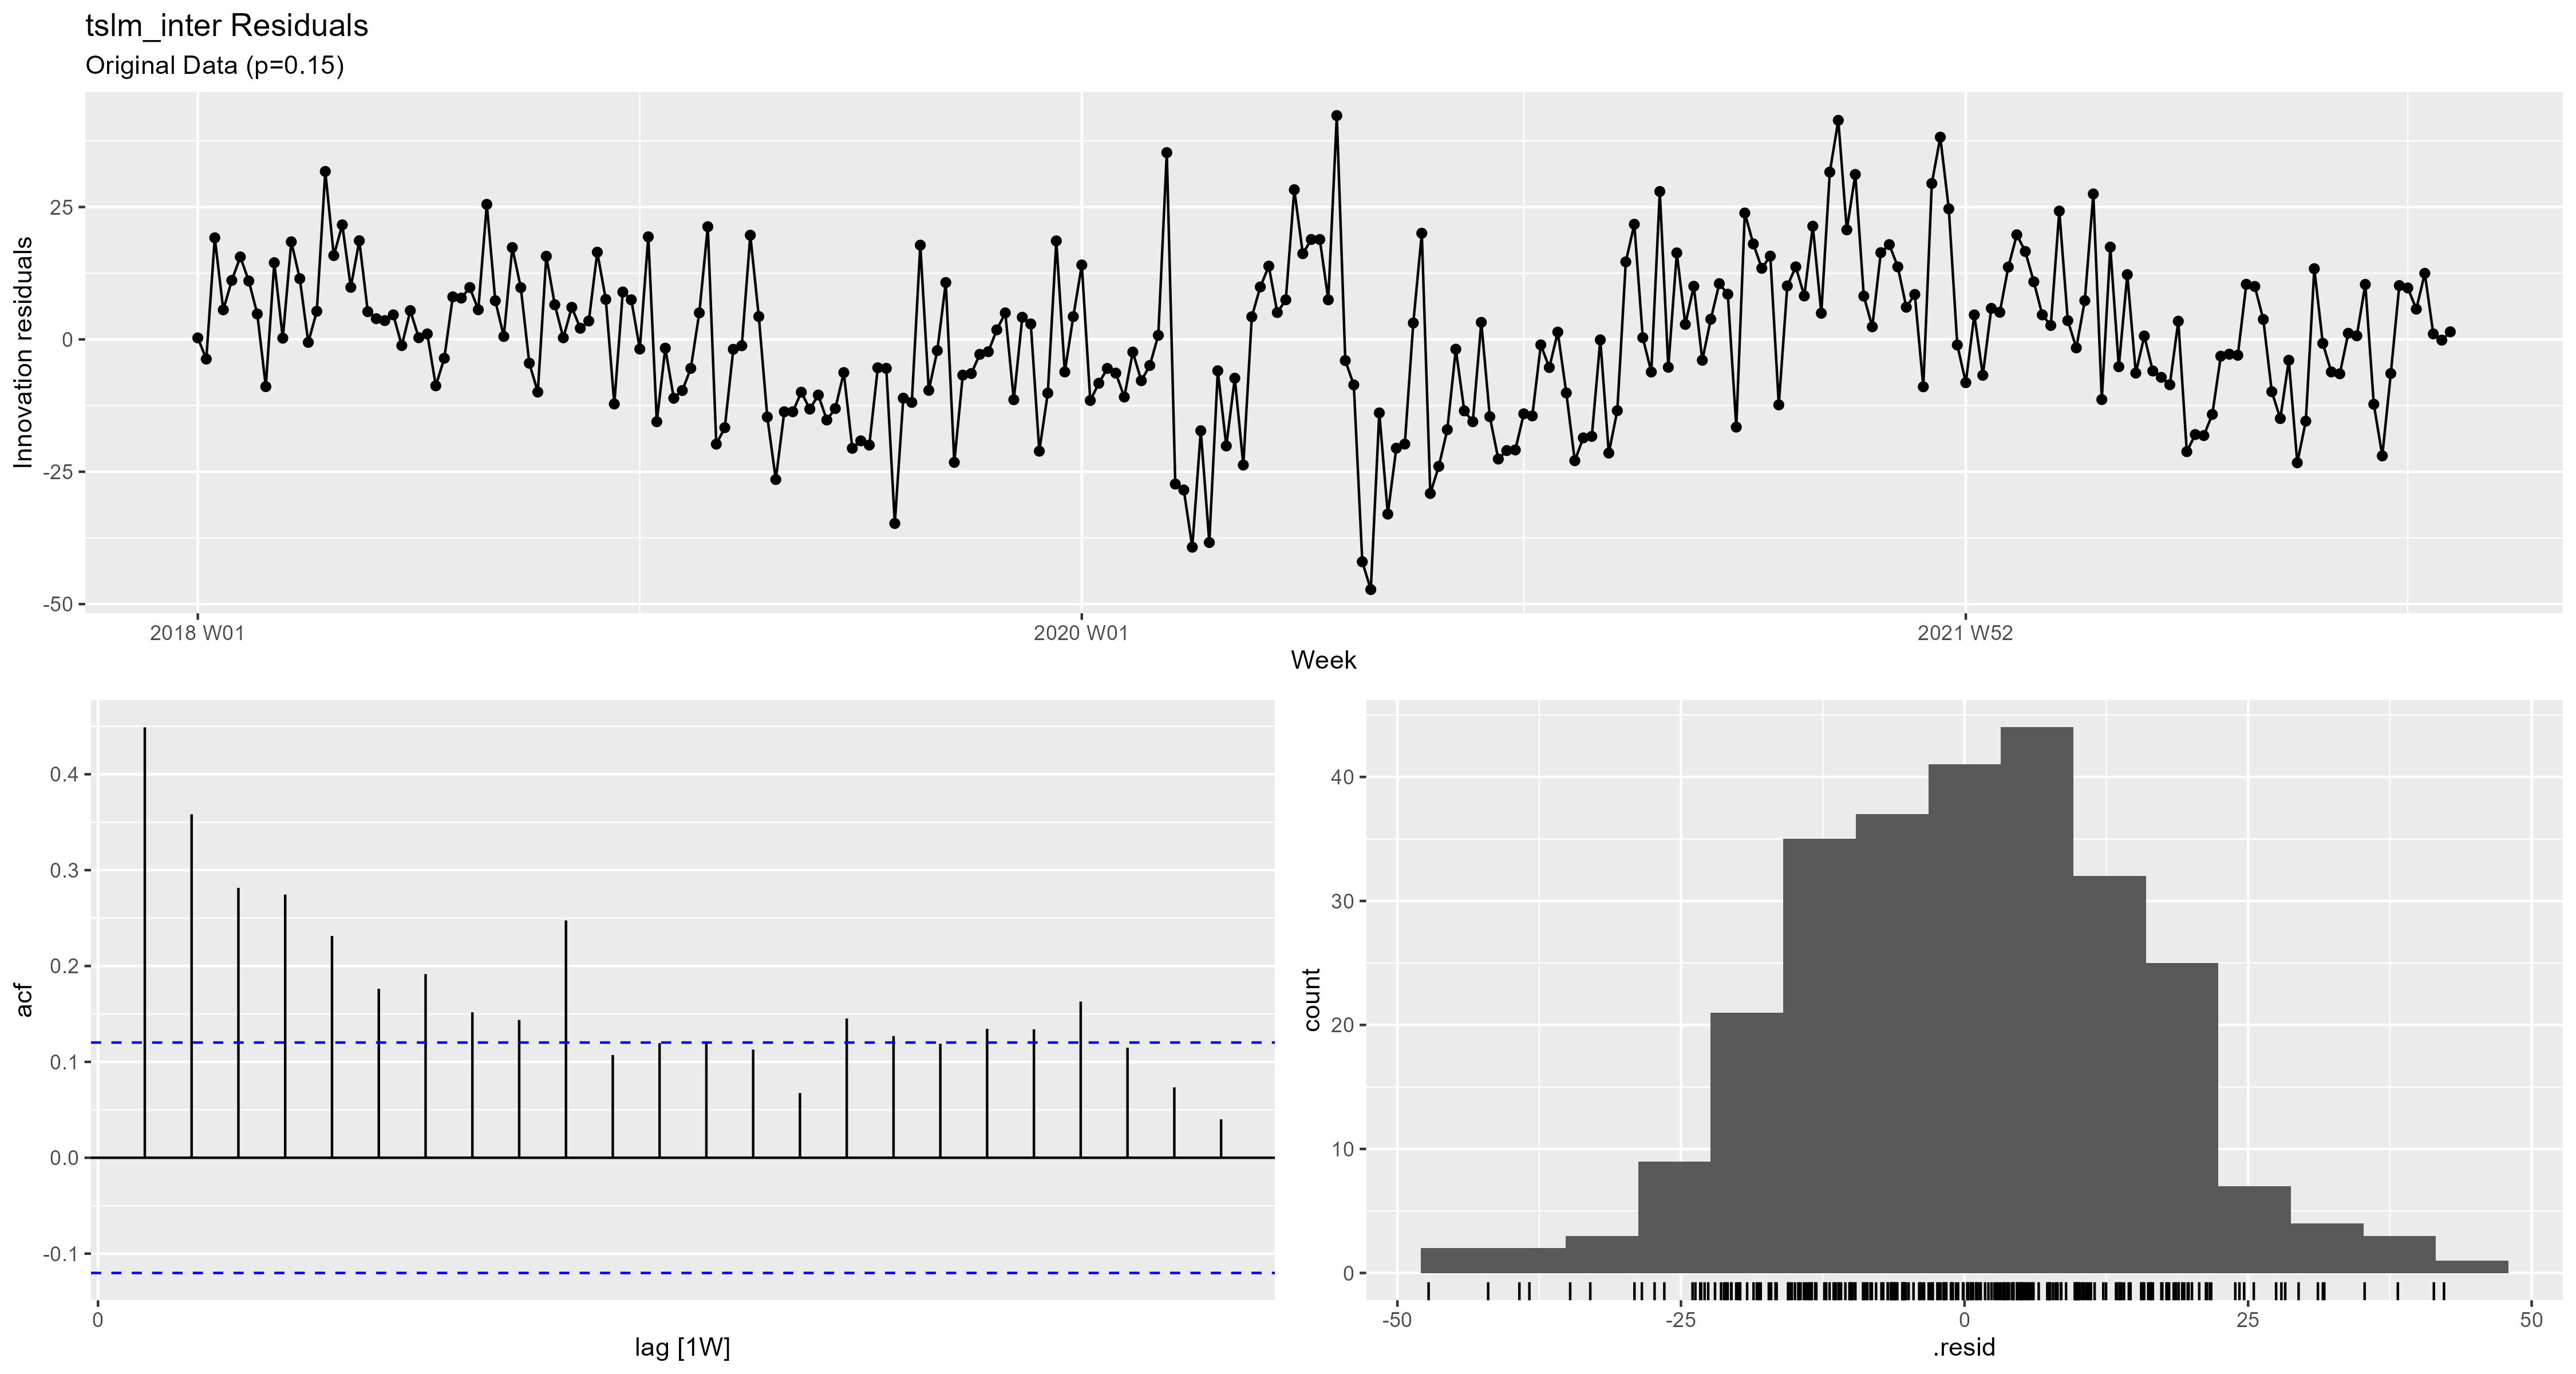 tslm_inter Residuals
Original Data (p=0.15)
Innovation residuals
25
0
-25
-50
2018 W01
2020 W01
2021 W52
Week
acf
0.4
0.3
0.2
0.1
0.0
-0.1
0
lag [1W]
count
40
30
20
10
0
-50
-25
0
25
50
.resid